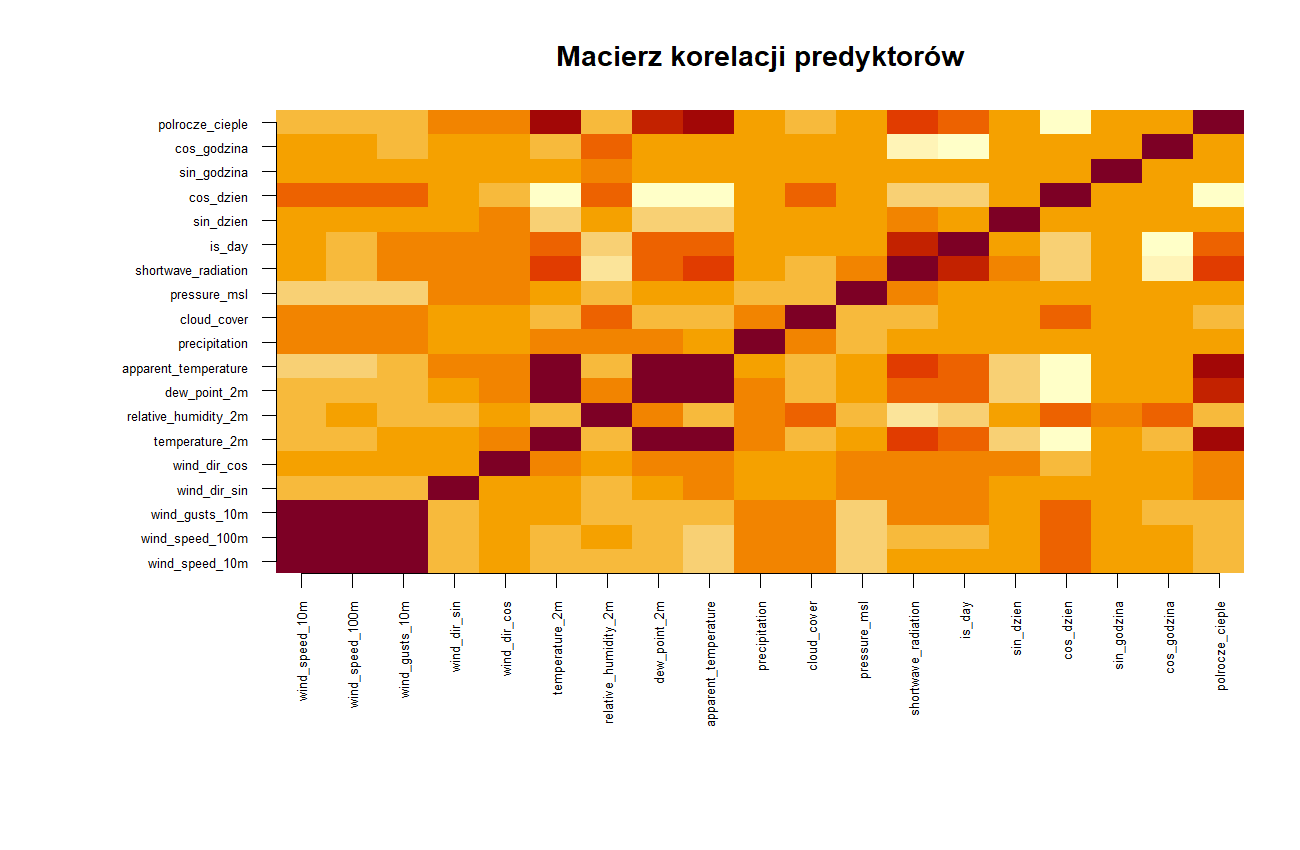 Macierz korelacji predyktorów
polrocze_cieple
cos_godzina
sin_godzina
cos_dzien
sin_dzien
is_day
shortwave_radiation
pressure_msl
cloud_cover
precipitation
apparent_temperature
dew_point_2m
relative_humidity_2m
temperature_2m
wind_dir_cos
wind_dir_sin
wind_gusts_10m
wind_speed_100m
wind_speed_10m
wind_speed_10m
wind_speed_100m
wind_gusts_10m
wind_dir_sin
wind_dir_cos
temperature_2m
relative_humidity_2m
dew_point_2m
apparent_temperature
precipitation
cloud_cover
pressure_msl
shortwave_radiation
is_day
sin_dzien
cos_dzien
sin_godzina
cos_godzina
polrocze_cieple